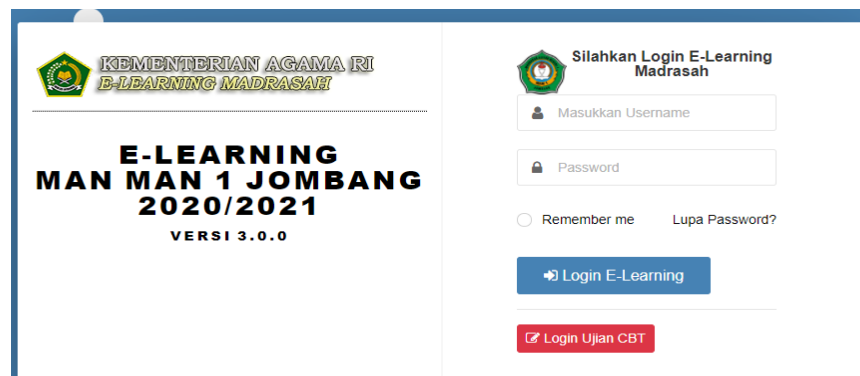 KEMENTERIAN AGAMA RI
E-LEARNING MADRASAH
E-LEARNING
MAN MAN 1 JOMBANG
2020/2021
VERSI 3.0.0
Silahkan Login E-Learning
Madrasah
Masukkan Username
Password
Remember me
Lupa Password?
Login E-Learning
Login Ujian CBT